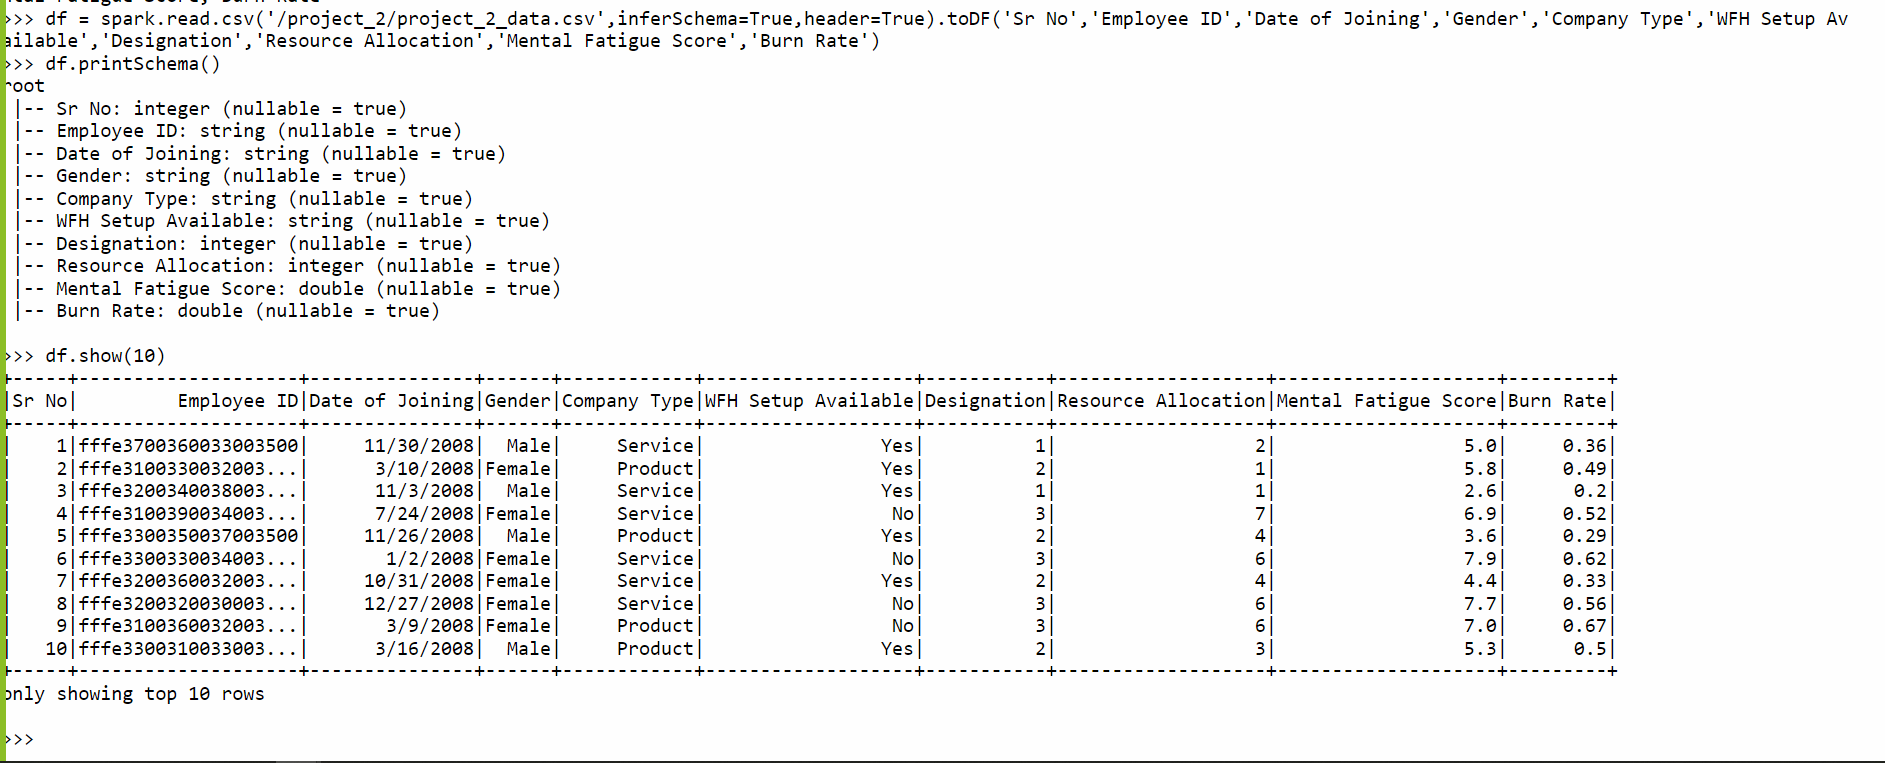 >>> df = spark.read.csv('/project_2/project_2_data.csv',inferSchema=True,header=True).toDF('Sr No','Employee ID','Date of Joining','Gender','Company Type','WFH Setup Av
ailable','Designation','Resource Allocation','Mental Fatigue Score','Burn Rate')
>>> df.printSchema()
root
 |-- Sr No: integer (nullable = true)
 |-- Employee ID: string (nullable = true)
 |-- Date of Joining: string (nullable = true)
 |-- Gender: string (nullable = true)
 |-- Company Type: string (nullable = true)
 |-- WFH Setup Available: string (nullable = true)
 |-- Designation: integer (nullable = true)
 |-- Resource Allocation: integer (nullable = true)
 |-- Mental Fatigue Score: double (nullable = true)
 |-- Burn Rate: double (nullable = true)

>>> df.show(10)
+-----+--------------------+---------------+------+------------+-------------------+-----------+-------------------+--------------------+---------+
|Sr No|         Employee ID|Date of Joining|Gender|Company Type|WFH Setup Available|Designation|Resource Allocation|Mental Fatigue Score|Burn Rate|
+-----+--------------------+---------------+------+------------+-------------------+-----------+-------------------+--------------------+---------+
|    1|fffe3700360033003500|     11/30/2008|  Male|     Service|                Yes|          1|                  2|                 5.0|     0.36|
|    2|fffe3100330032003...|      3/10/2008|Female|     Product|                Yes|          2|                  1|                 5.8|     0.49|
|    3|fffe3200340038003...|      11/3/2008|  Male|     Service|                Yes|          1|                  1|                 2.6|      0.2|
|    4|fffe3100390034003...|      7/24/2008|Female|     Service|                 No|          3|                  7|                 6.9|     0.52|
|    5|fffe3300350037003500|     11/26/2008|  Male|     Product|                Yes|          2|                  4|                 3.6|     0.29|
|    6|fffe3300330034003...|       1/2/2008|Female|     Service|                 No|          3|                  6|                 7.9|     0.62|
|    7|fffe3200360032003...|     10/31/2008|Female|     Service|                Yes|          2|                  4|                 4.4|     0.33|
|    8|fffe3200320030003...|     12/27/2008|Female|     Service|                 No|          3|                  6|                 7.7|     0.56|
|    9|fffe3100360032003...|       3/9/2008|Female|     Product|                 No|          3|                  6|                 7.0|     0.67|
|   10|fffe3300310033003...|      3/16/2008|  Male|     Product|                Yes|          2|                  3|                 5.3|      0.5|
+-----+--------------------+---------------+------+------------+-------------------+-----------+-------------------+--------------------+---------+
only showing top 10 rows

>>>